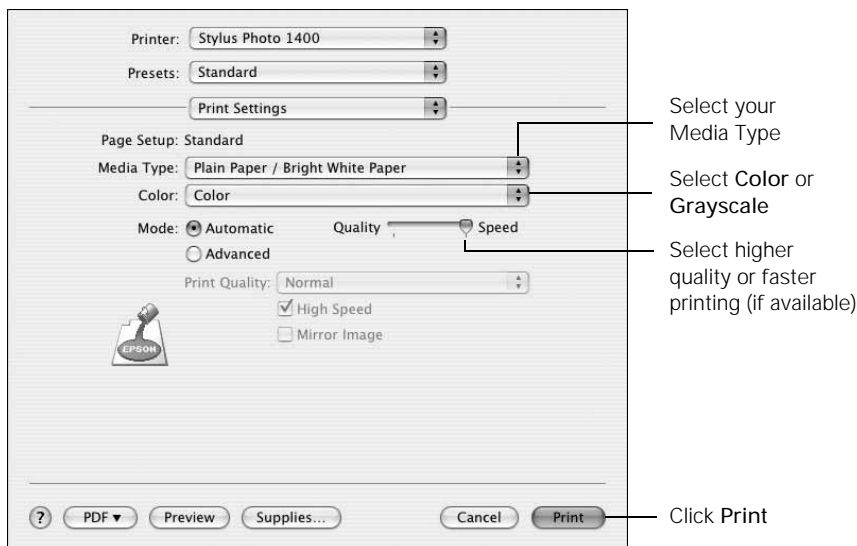 Printer: Stylus Photo 1400
Presets: Standard
Print Settings
Page Setup: Standard
Media Type: Plain Paper / Bright White Paper
Color: Color
Mode: Automatic Quality Speed
Advanced
Print Quality: Normal
High Speed
Mirror Image
EPSON
? PDF▼ Preview Supplies... Cancel Print
Select your
Media Type
Select Color or
Grayscale
Select higher
quality or faster
printing (if available)
Click Print